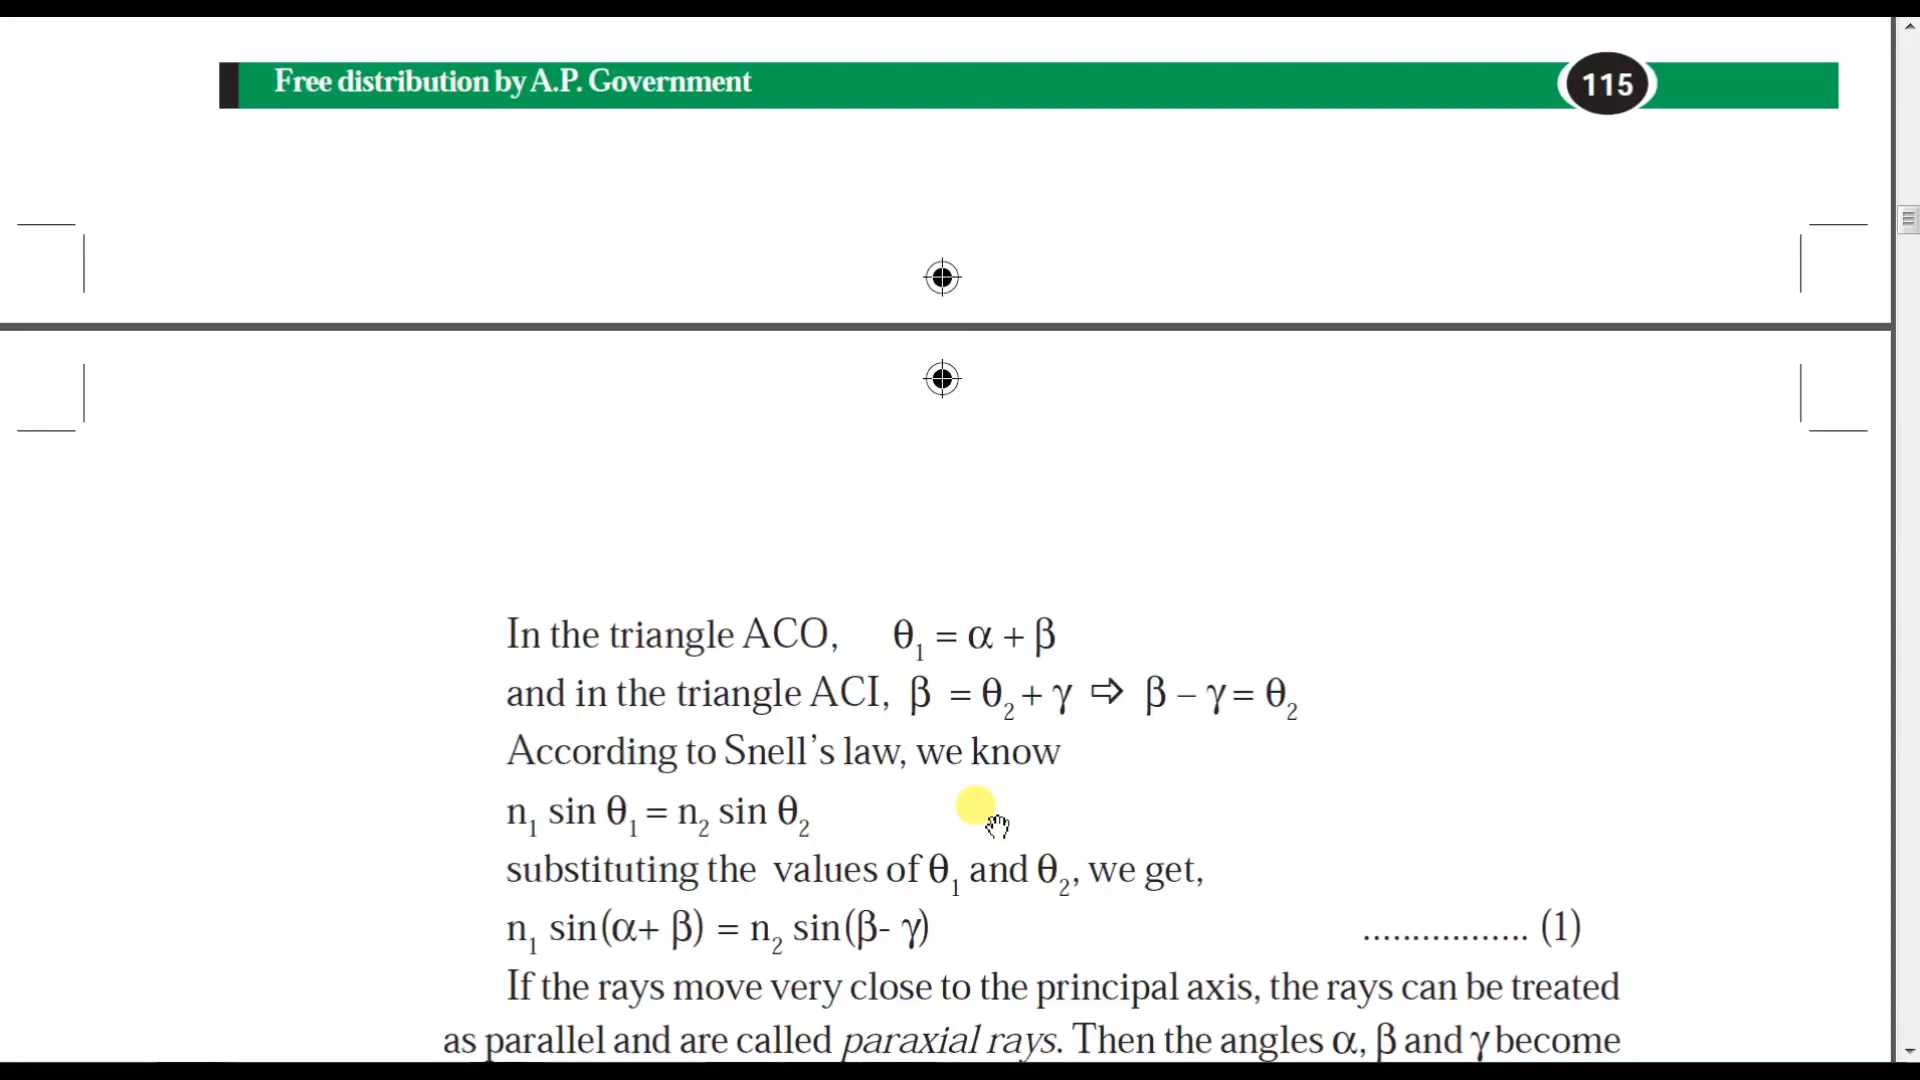 Free distribution by A.P. Government 115
In the triangle ACO, θ₁ = α + β
and in the triangle ACI, β = θ₂ + γ ⇨ β – γ = θ₂
According to Snell’s law, we know
n₁ sin θ₁ = n₂ sin θ₂
substituting the values of θ₁ and θ₂, we get,
n₁ sin(α+ β) = n₂ sin(β- γ) ................. (1)
If the rays move very close to the principal axis, the rays can be treated
as parallel and are called paraxial rays. Then the angles α, β and γ become